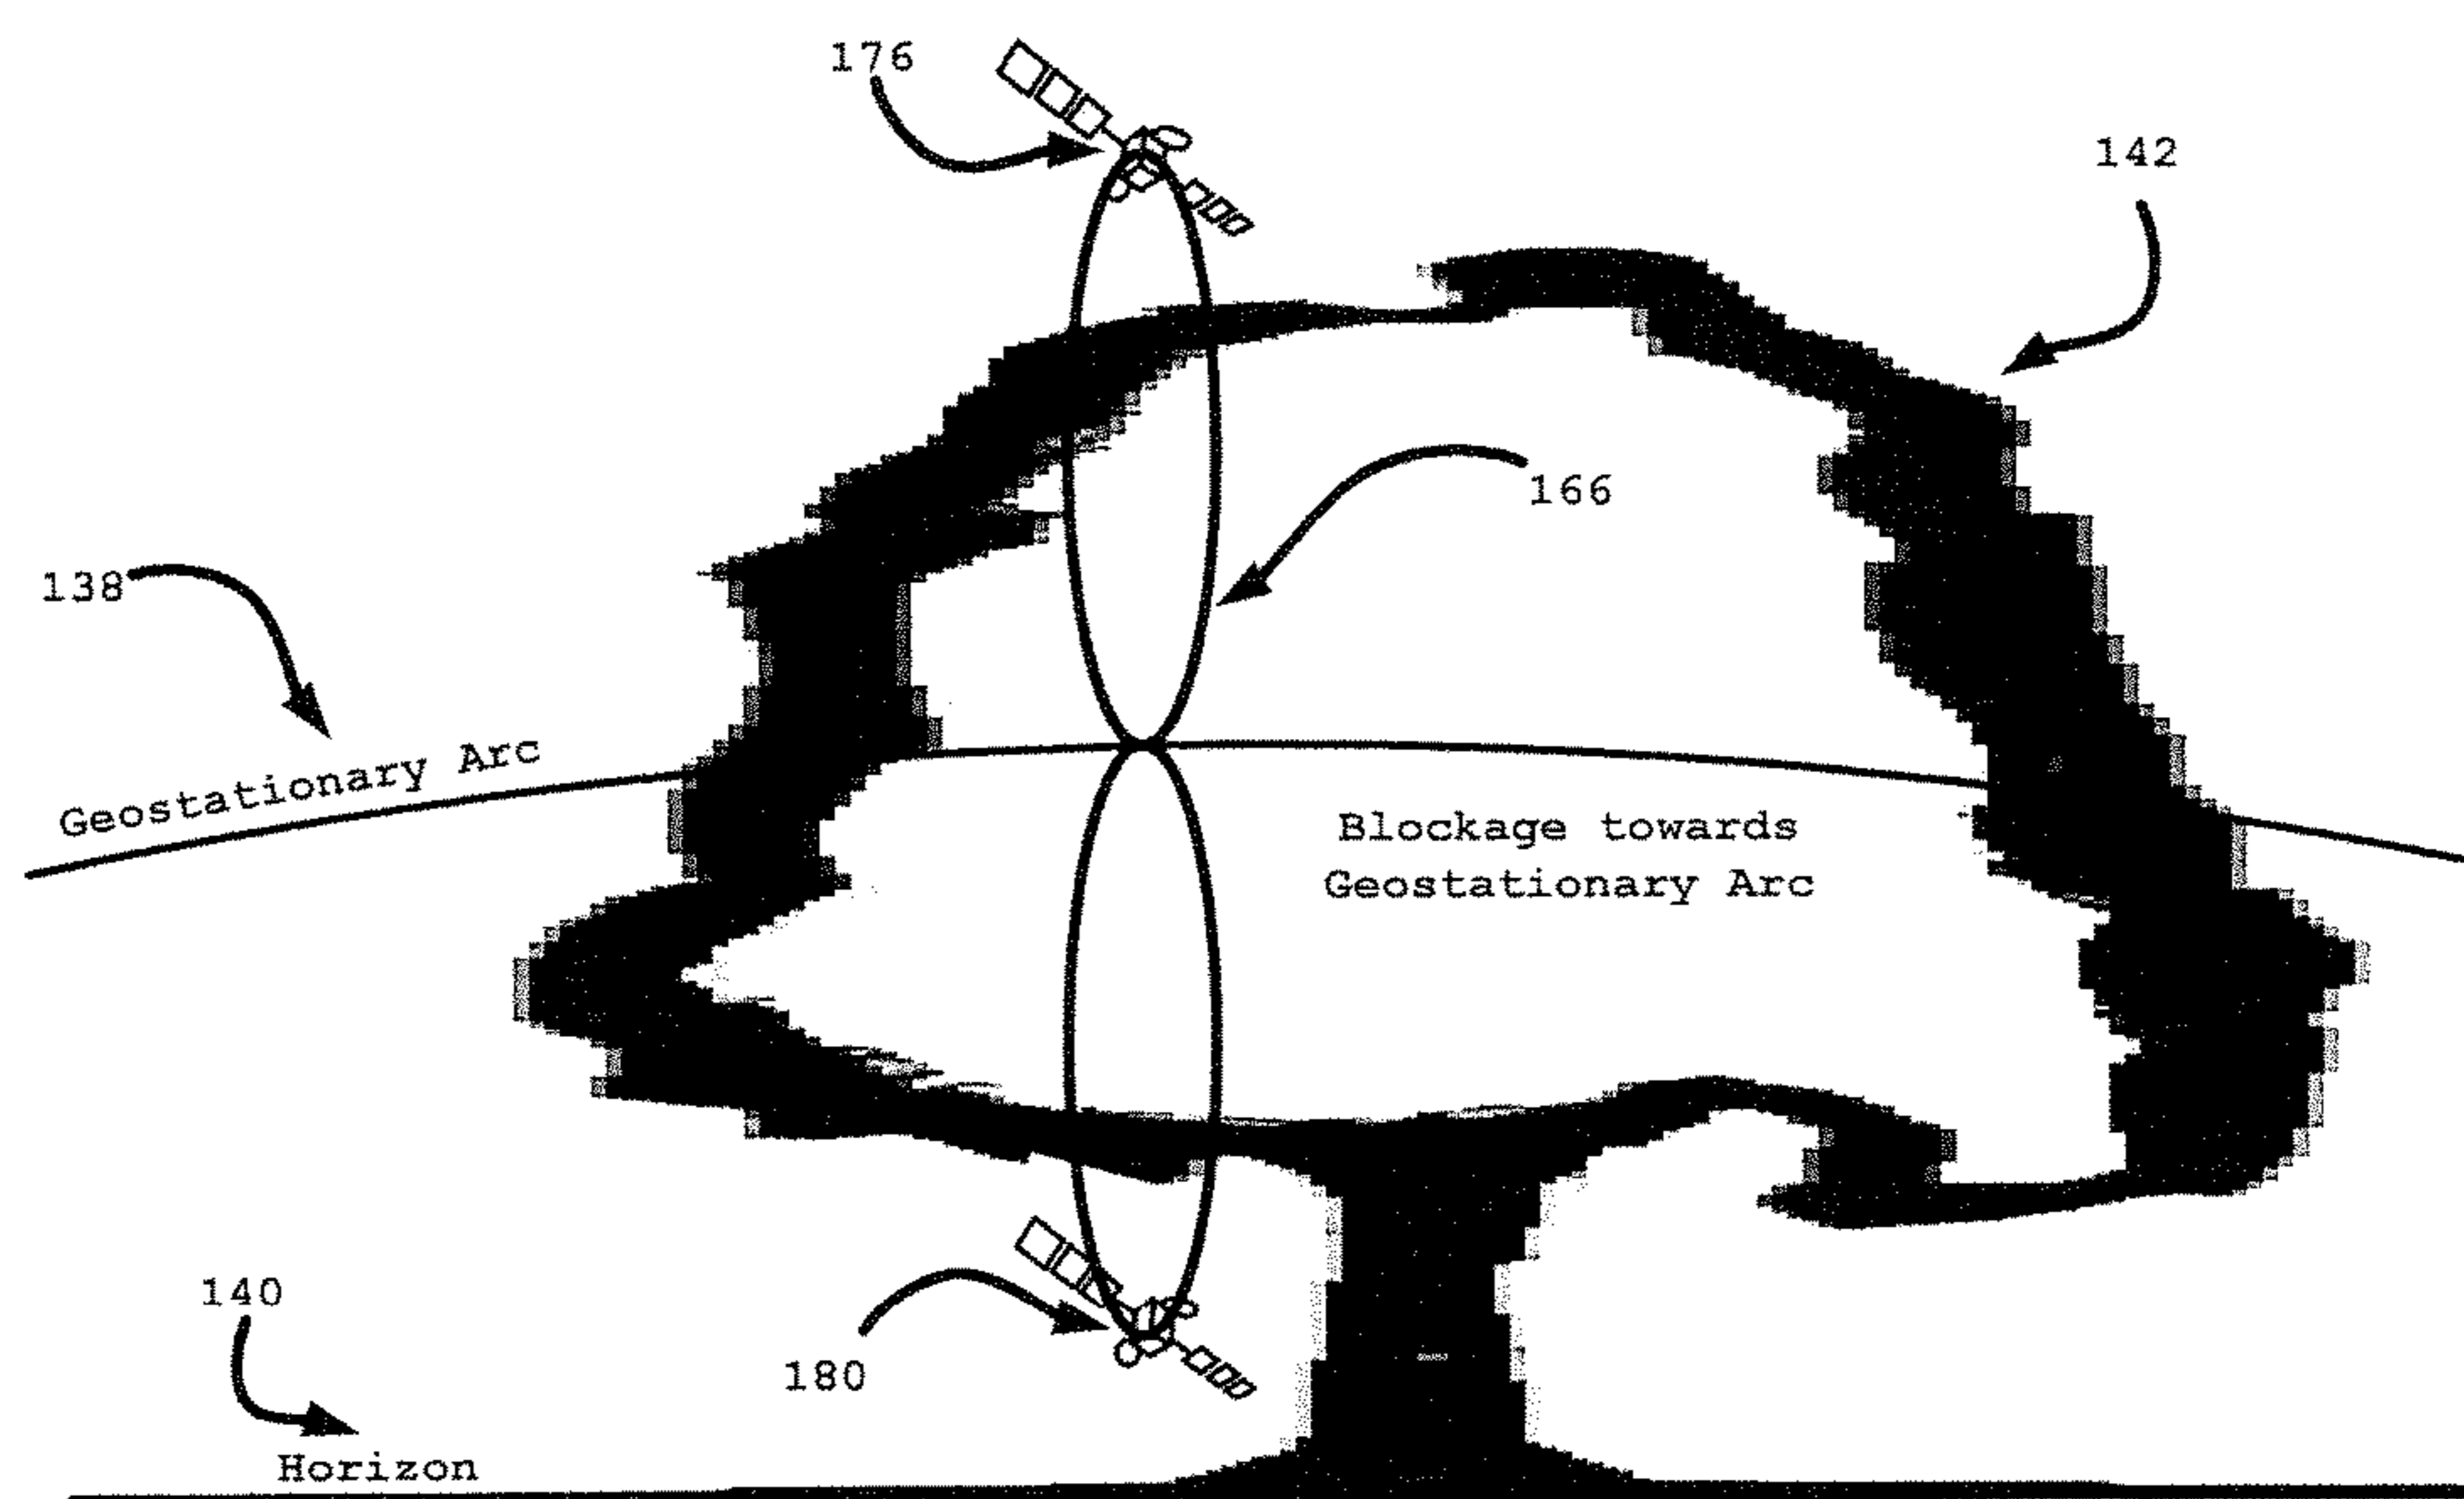 176
142
166
138
Geostationary Arc
Blockage towards
Geostationary Arc
140
180
Horizon